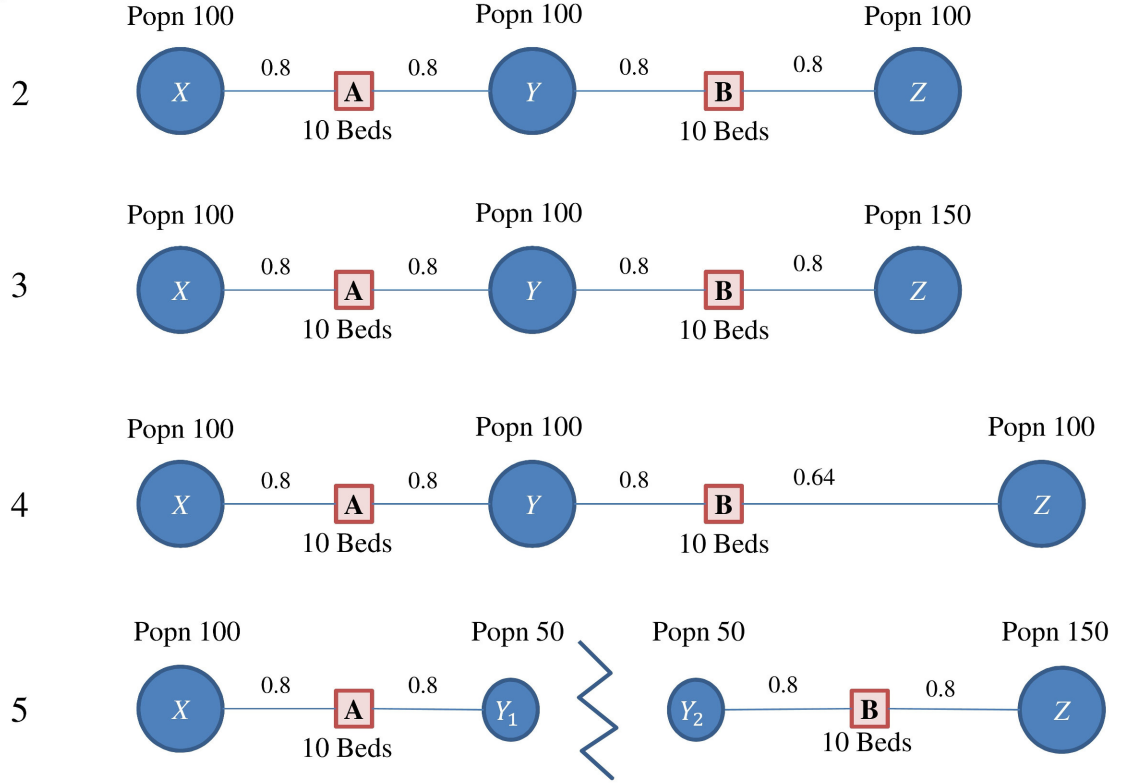 Popn 100 Popn 100 Popn 100
2 X 0.8 A 0.8 Y 0.8 B 0.8 Z
10 Beds 10 Beds
Popn 100 Popn 100 Popn 150
3 X 0.8 A 0.8 Y 0.8 B 0.8 Z
10 Beds 10 Beds
Popn 100 Popn 100 Popn 100
4 X 0.8 A 0.8 Y 0.8 B 0.64 Z
10 Beds 10 Beds
Popn 100 Popn 50 Popn 50 Popn 150
5 X 0.8 A 0.8 Y₁ Y₂ 0.8 B 0.8 Z
10 Beds 10 Beds